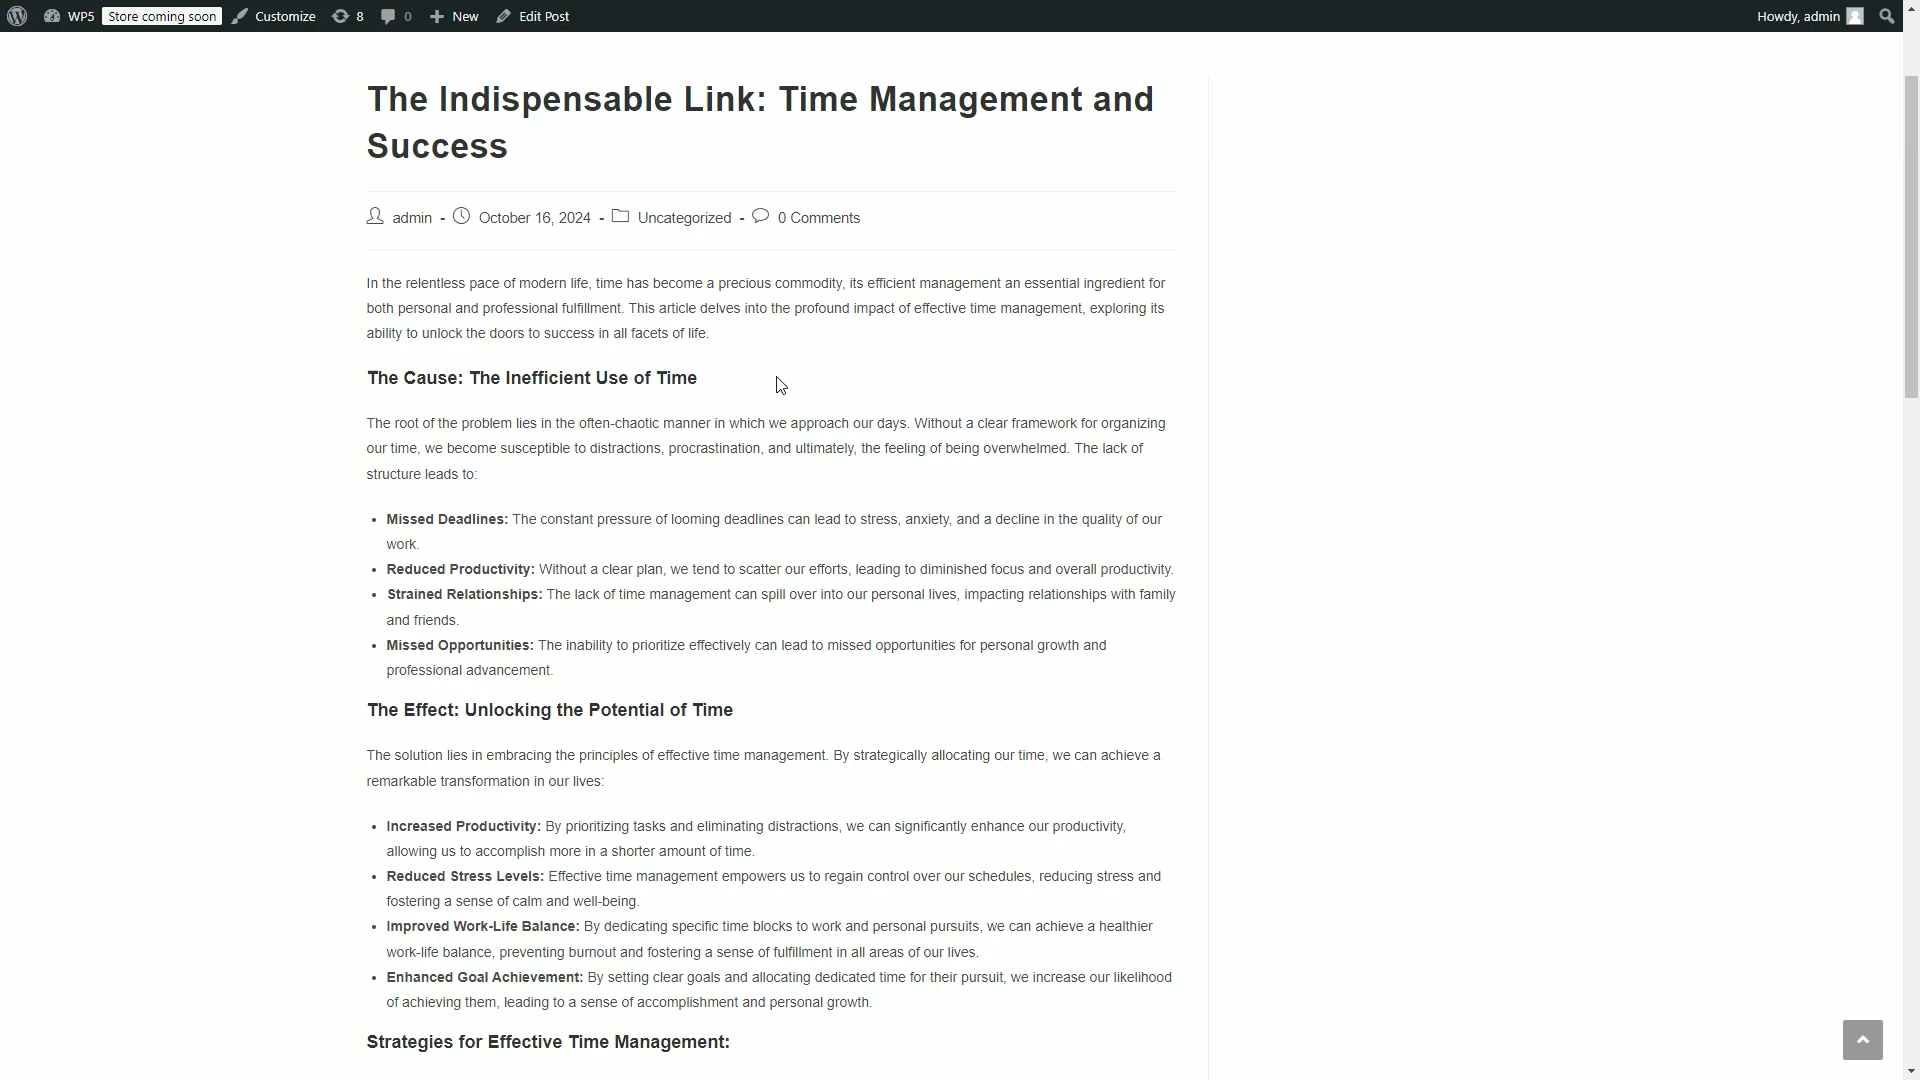 WP5 Store coming soon Customize 8 0 New Edit Post Howdy, admin
The Indispensable Link: Time Management and
Success
admin - October 16, 2024 - Uncategorized - 0 Comments
In the relentless pace of modern life, time has become a precious commodity, its efficient management an essential ingredient for
both personal and professional fulfillment. This article delves into the profound impact of effective time management, exploring its
ability to unlock the doors to success in all facets of life.
The Cause: The Inefficient Use of Time
The root of the problem lies in the often-chaotic manner in which we approach our days. Without a clear framework for organizing
our time, we become susceptible to distractions, procrastination, and ultimately, the feeling of being overwhelmed. The lack of
structure leads to:
• Missed Deadlines: The constant pressure of looming deadlines can lead to stress, anxiety, and a decline in the quality of our
work.
• Reduced Productivity: Without a clear plan, we tend to scatter our efforts, leading to diminished focus and overall productivity.
• Strained Relationships: The lack of time management can spill over into our personal lives, impacting relationships with family
and friends.
• Missed Opportunities: The inability to prioritize effectively can lead to missed opportunities for personal growth and
professional advancement.
The Effect: Unlocking the Potential of Time
The solution lies in embracing the principles of effective time management. By strategically allocating our time, we can achieve a
remarkable transformation in our lives:
• Increased Productivity: By prioritizing tasks and eliminating distractions, we can significantly enhance our productivity,
allowing us to accomplish more in a shorter amount of time.
• Reduced Stress Levels: Effective time management empowers us to regain control over our schedules, reducing stress and
fostering a sense of calm and well-being.
• Improved Work-Life Balance: By dedicating specific time blocks to work and personal pursuits, we can achieve a healthier
work-life balance, preventing burnout and fostering a sense of fulfillment in all areas of our lives.
• Enhanced Goal Achievement: By setting clear goals and allocating dedicated time for their pursuit, we increase our likelihood
of achieving them, leading to a sense of accomplishment and personal growth.
Strategies for Effective Time Management: